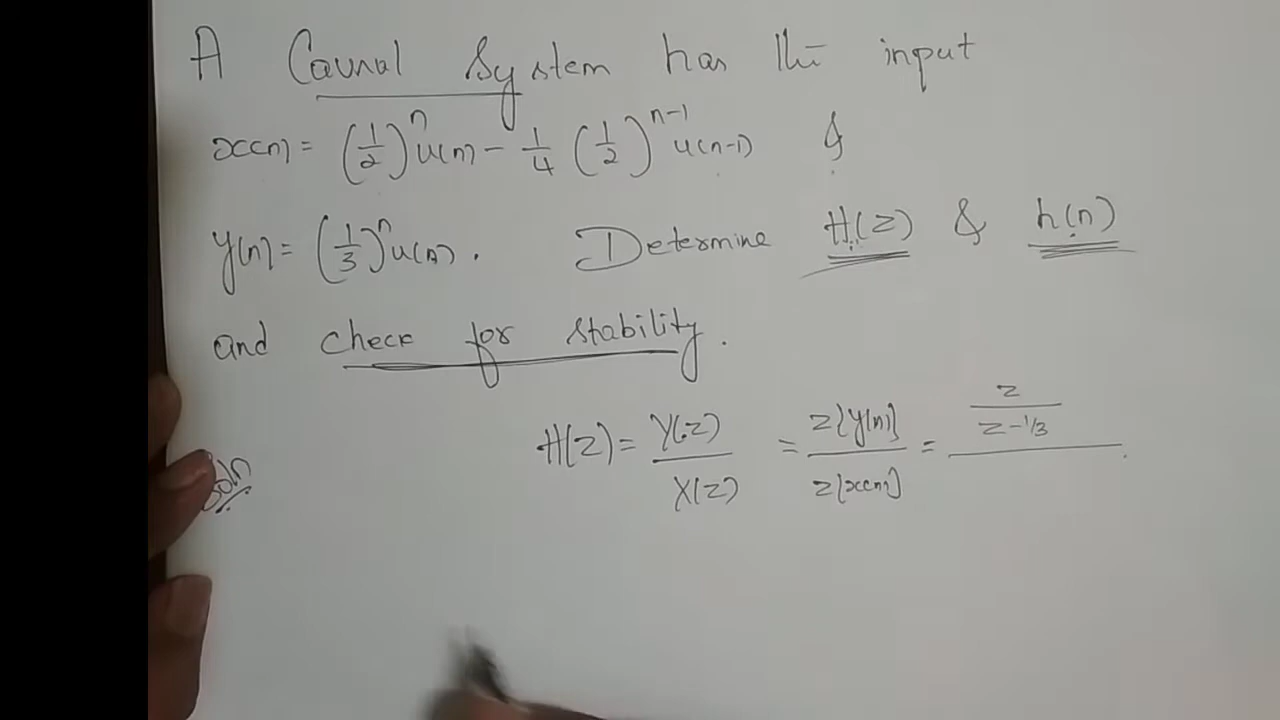 A Causal System has the input
x(n) = (1/2)^n u(n) - 1/4 (1/2)^{n-1} u(n-1) &
y(n) = (1/3)^n u(n). Determine H(z) & h(n)
and check for stability.
Soln
H(z) = Y(z)/X(z) = z{y(n)}/z{x(n)} = z/(z-1/3)